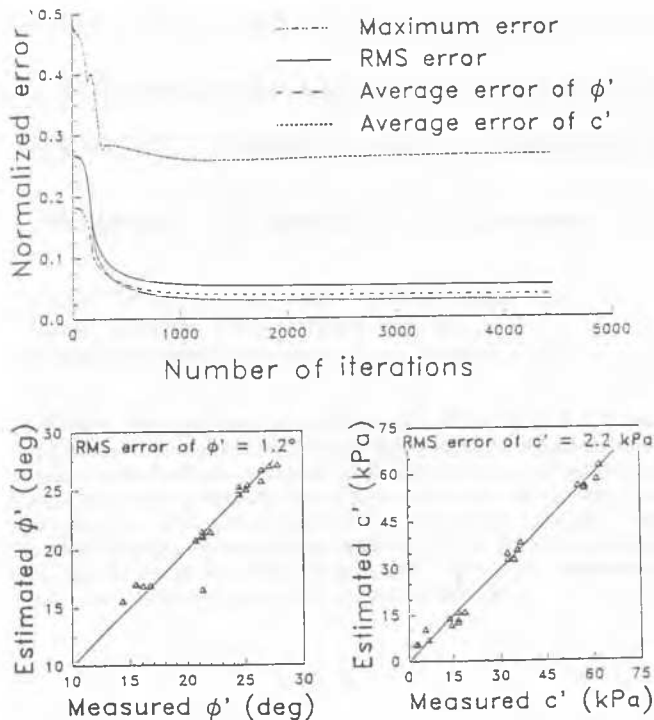 Normalized error
0.5
0.4
0.3
0.2
0.1
0.0
Maximum error
RMS error
Average error of ϕ'
Average error of c'
0
1000
2000
3000
4000
5000
Number of iterations
Estimated ϕ' (deg)
30
25
20
15
10
RMS error of ϕ' = 1.2°
10
15
20
25
30
Measured ϕ' (deg)
Estimated c' (kPa)
75
60
45
30
15
0
RMS error of c' = 2.2 kPa
0
15
30
45
60
75
Measured c' (kPa)